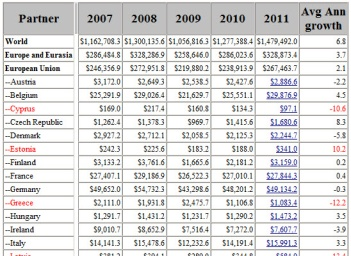 Partner 2007 2008 2009 2010 2011 Avg Ann growth
World $1,162,708.3 $1,300,135.6 $1,056,816.3 $1,277,388.4 $1,479,492.0 6.8
Europe and Eurasia $286,484.8 $328,286.9 $258,646.0 $286,023.6 $328,873.4 3.7
European Union $246,356.9 $272,951.8 $219,880.2 $238,913.9 $267,463.7 2.1
--Austria $3,172.0 $2,649.3 $2,538.5 $2,427.6 $2,886.6 -2.2
--Belgium $25,291.9 $29,026.4 $21,629.7 $25,551.1 $29,876.9 4.5
--Cyprus $169.0 $217.4 $160.8 $134.3 $97.1 -10.6
--Czech Republic $1,262.4 $1,378.3 $969.7 $1,415.6 $1,680.6 8.3
--Denmark $2,927.2 $2,712.1 $2,058.5 $2,125.3 $2,244.7 -5.8
--Estonia $242.3 $225.6 $183.2 $188.0 $341.0 10.2
--Finland $3,133.2 $3,761.6 $1,665.6 $2,181.2 $3,159.0 0.2
--France $27,407.1 $29,186.9 $26,522.3 $27,010.1 $27,844.3 0.4
--Germany $49,652.0 $54,732.3 $43,298.6 $48,201.2 $49,134.2 -0.3
--Greece $2,111.0 $1,931.8 $2,475.7 $1,106.8 $1,083.4 -12.2
--Hungary $1,291.7 $1,431.2 $1,231.7 $1,290.2 $1,473.2 3.5
--Ireland $9,010.7 $8,652.9 $7,516.4 $7,272.0 $7,607.7 -3.9
--Italy $14,141.3 $15,478.6 $12,232.6 $14,191.4 $15,991.3 3.3